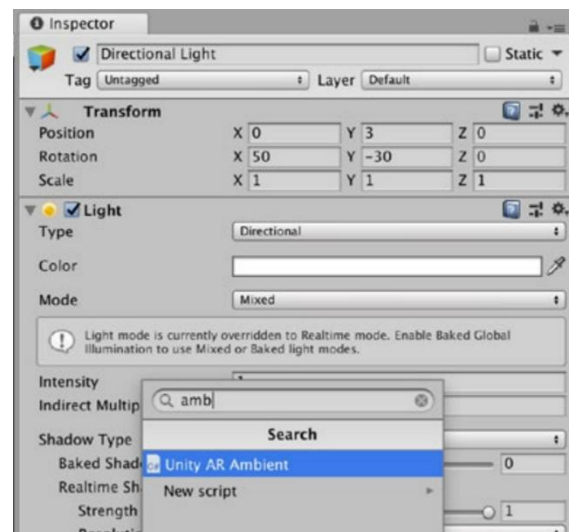 Inspector
Directional Light Static
Tag Untagged Layer Default
Transform
Position X 0 Y 3 Z 0
Rotation X 50 Y -30 Z 0
Scale X 1 Y 1 Z 1
Light
Type Directional
Color
Mode Mixed
Light mode is currently overridden to Realtime mode. Enable Baked Global
Illumination to use Mixed or Baked light modes.
Intensity
Indirect Multip
amb
Search
Shadow Type
Baked Shad 0
Unity AR Ambient
Realtime Sh
New script
Strength 1